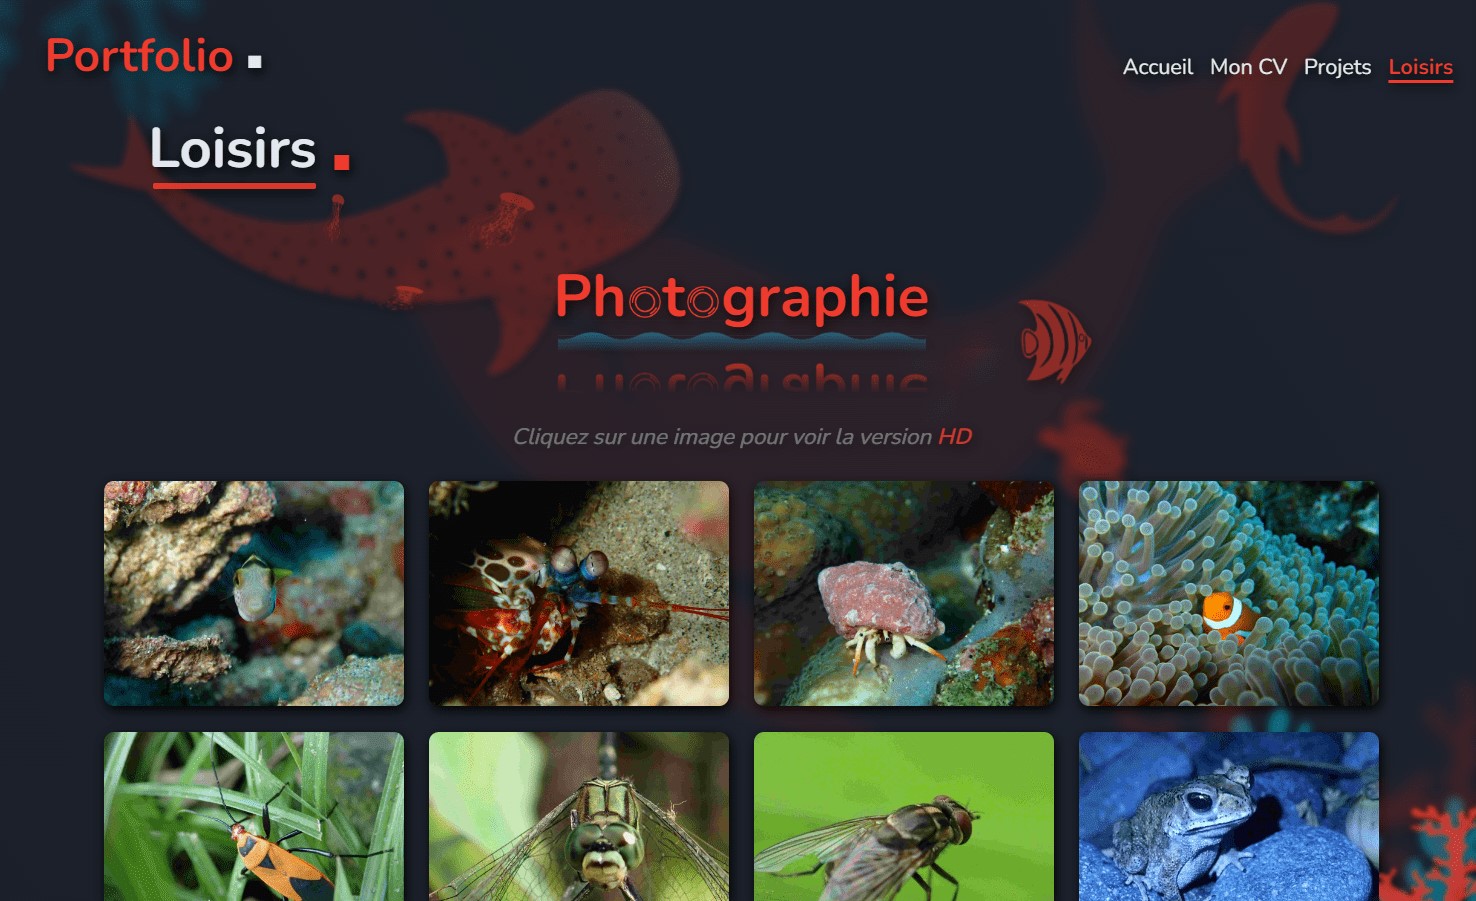 Portfolio
Accueil Mon CV Projets Loisirs
Loisirs
Photographie
Cliquez sur une image pour voir la version HD